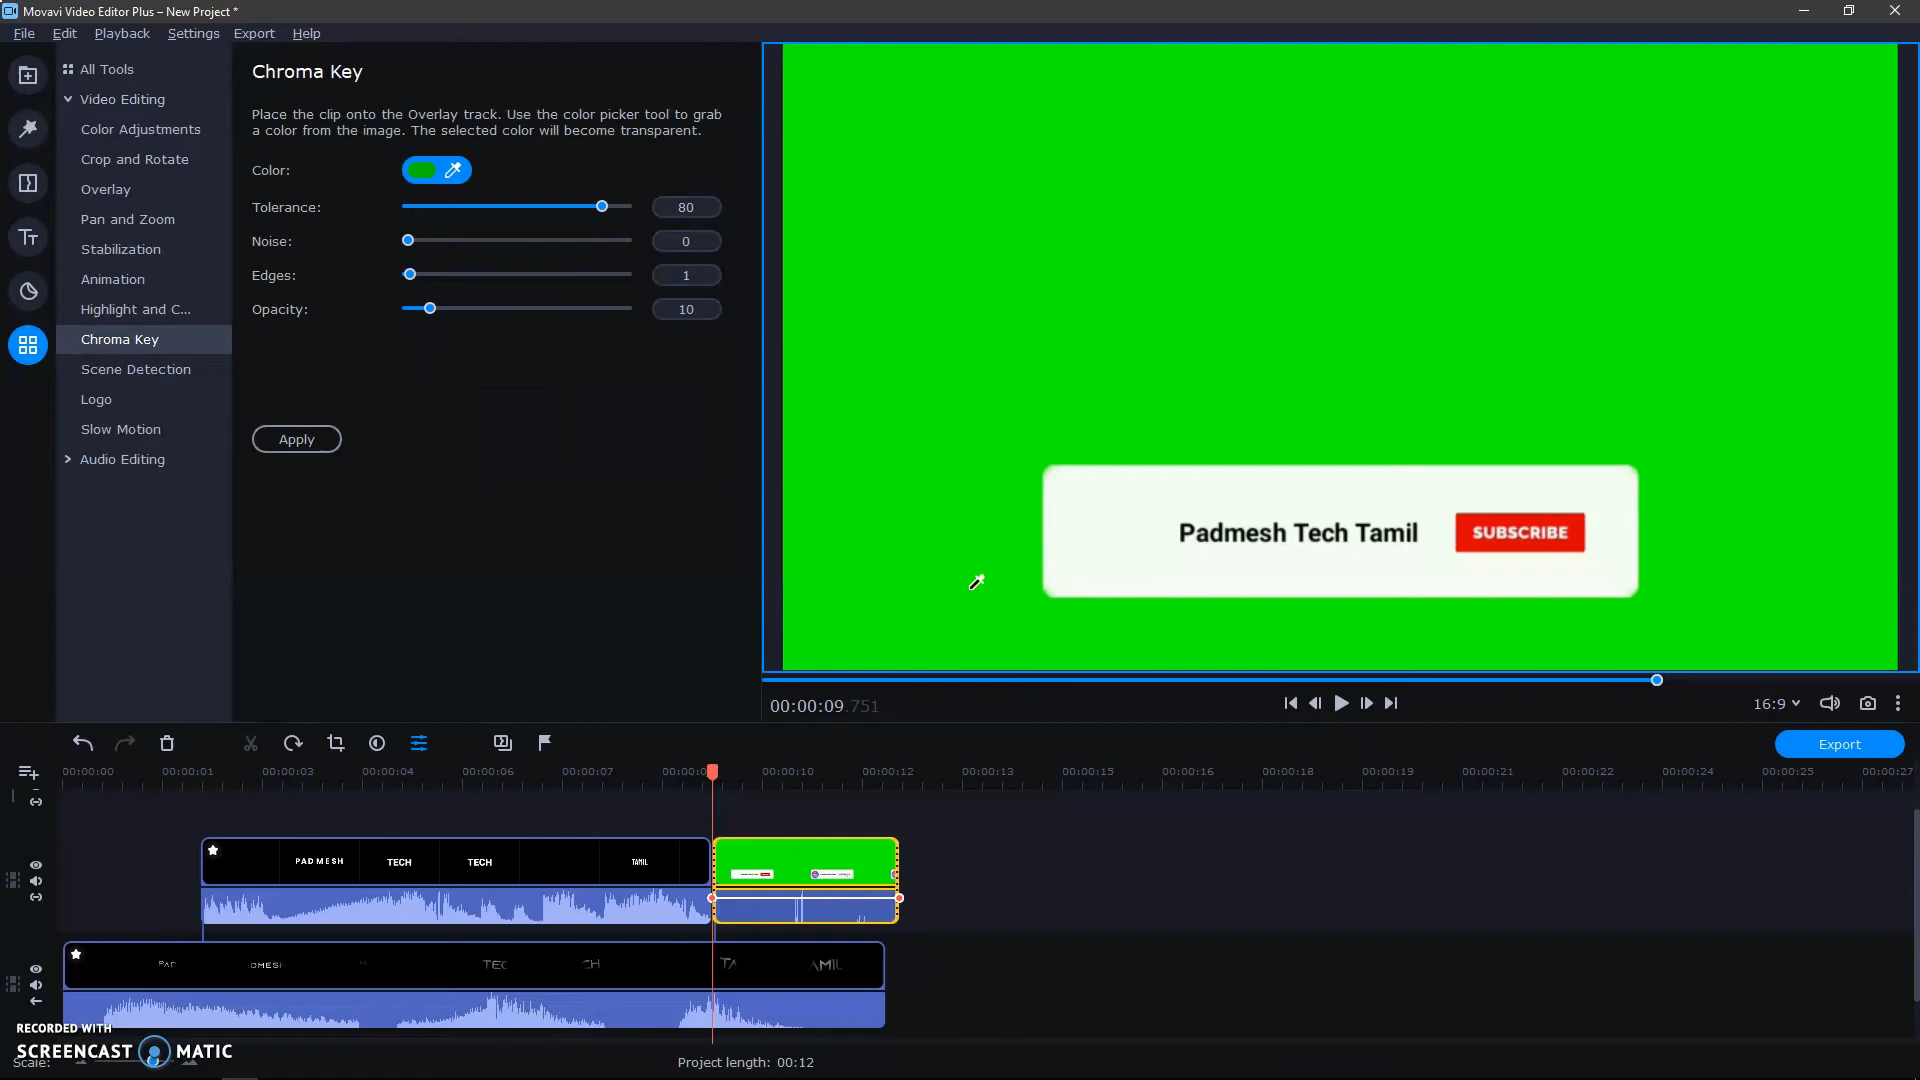 Movavi Video Editor Plus – New Project *
File Edit Playback Settings Export Help
All Tools
Video Editing
Color Adjustments
Crop and Rotate
Overlay
Pan and Zoom
Stabilization
Animation
Highlight and C...
Chroma Key
Scene Detection
Logo
Slow Motion
Audio Editing
Chroma Key
Place the clip onto the Overlay track. Use the color picker tool to grab
a color from the image. The selected color will become transparent.
Color:
Tolerance: 80
Noise: 0
Edges: 1
Opacity: 10
Apply
Padmesh Tech Tamil SUBSCRIBE
00:00:09.751
16:9
Export
00:00:00 00:00:01 00:00:03 00:00:04 00:00:06 00:00:07 00:00:0 00:00:10 00:00:12 00:00:13 00:00:15 00:00:16 00:00:18 00:00:19 00:00:21 00:00:22 00:00:24 00:00:25 00:00:27
PADMESH TECH TECH TAMIL
PAD DMESH TEC CH TA AMIL
RECORDED WITH
SCREENCAST MATIC
Scale:
Project length: 00:12